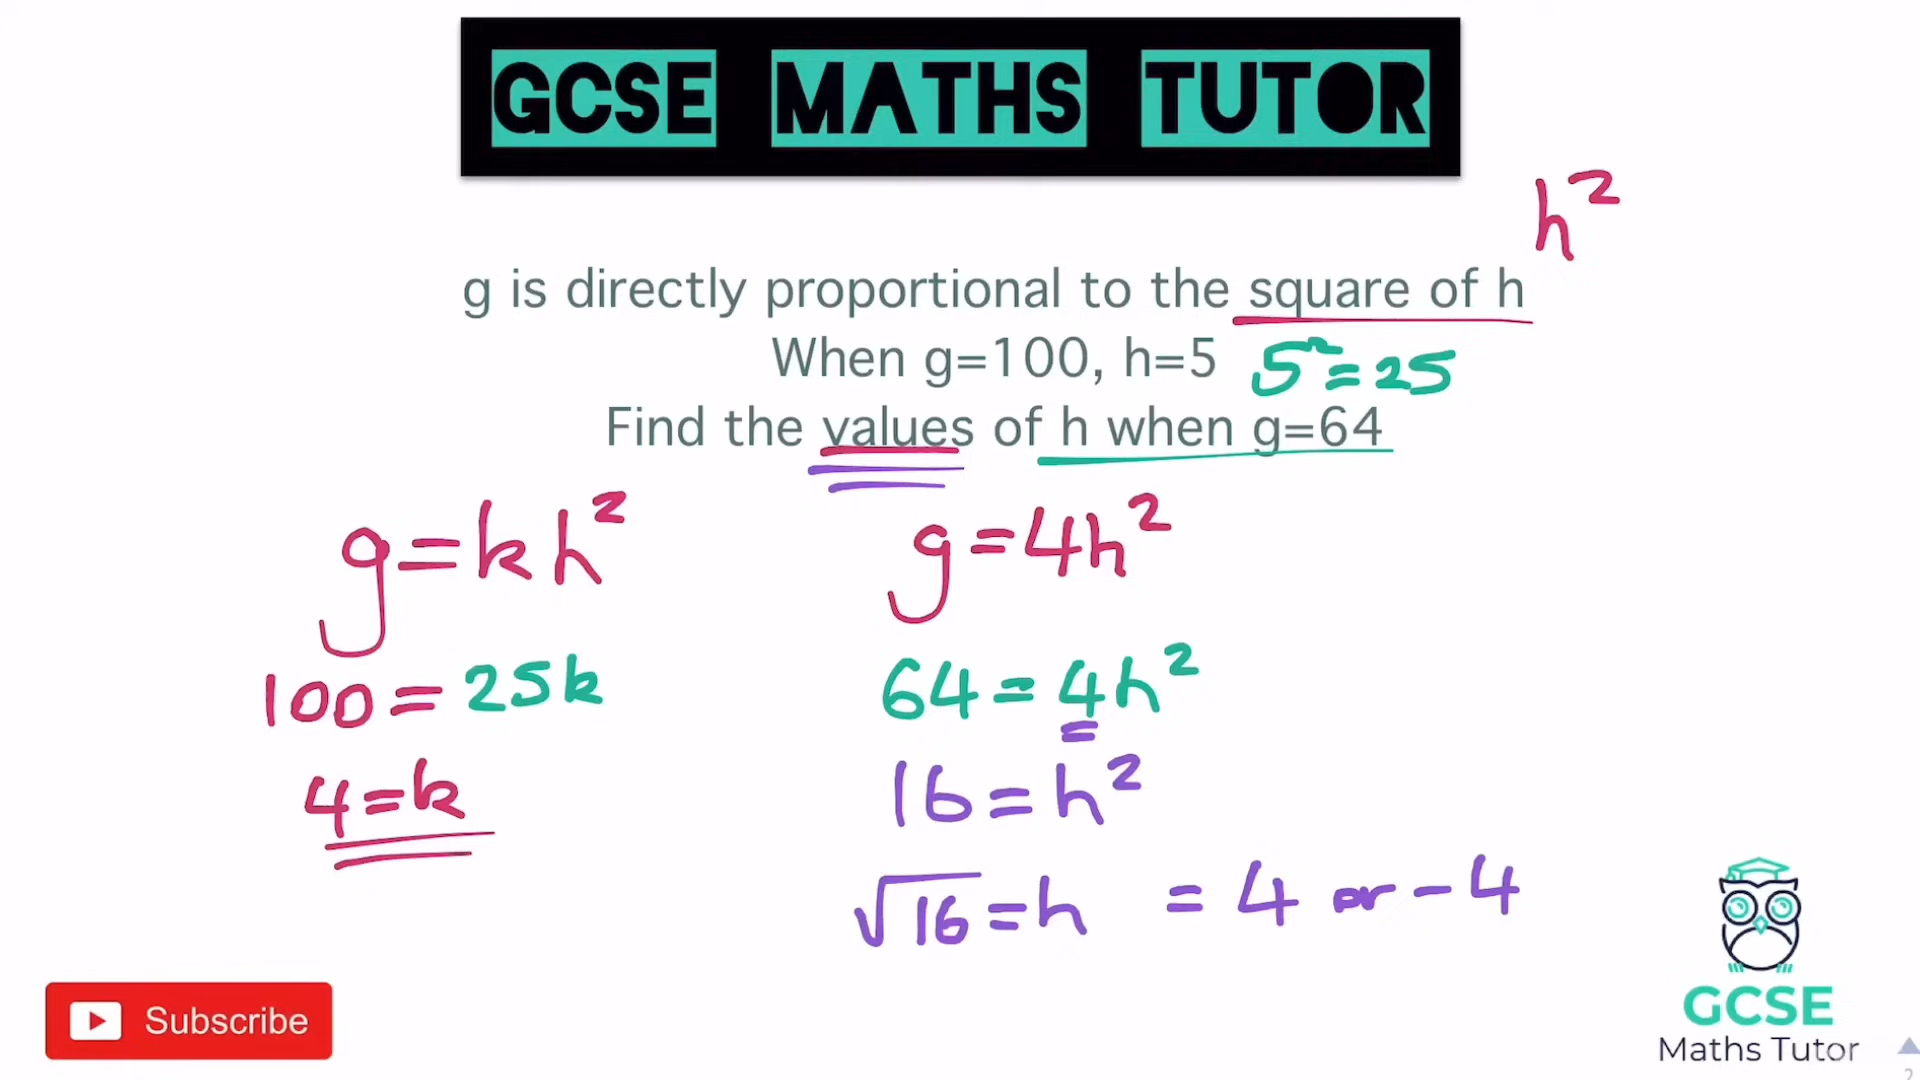 GCSE MATHS TUTOR
h²
g is directly proportional to the square of h
When g=100, h=5 5²=25
Find the values of h when g=64
g=kh²
100=25k
4=k
g=4h²
64=4h²
16=h²
√16=h =4 or -4
Subscribe
GCSE
Maths Tutor
2